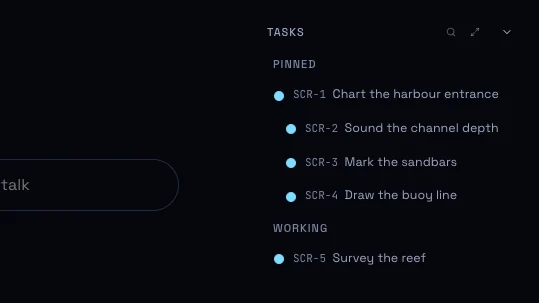 TASKS
PINNED
SCR-1 Chart the harbour entrance
SCR-2 Sound the channel depth
SCR-3 Mark the sandbars
talk
SCR-4 Draw the buoy line
WORKING
SCR-5 Survey the reef